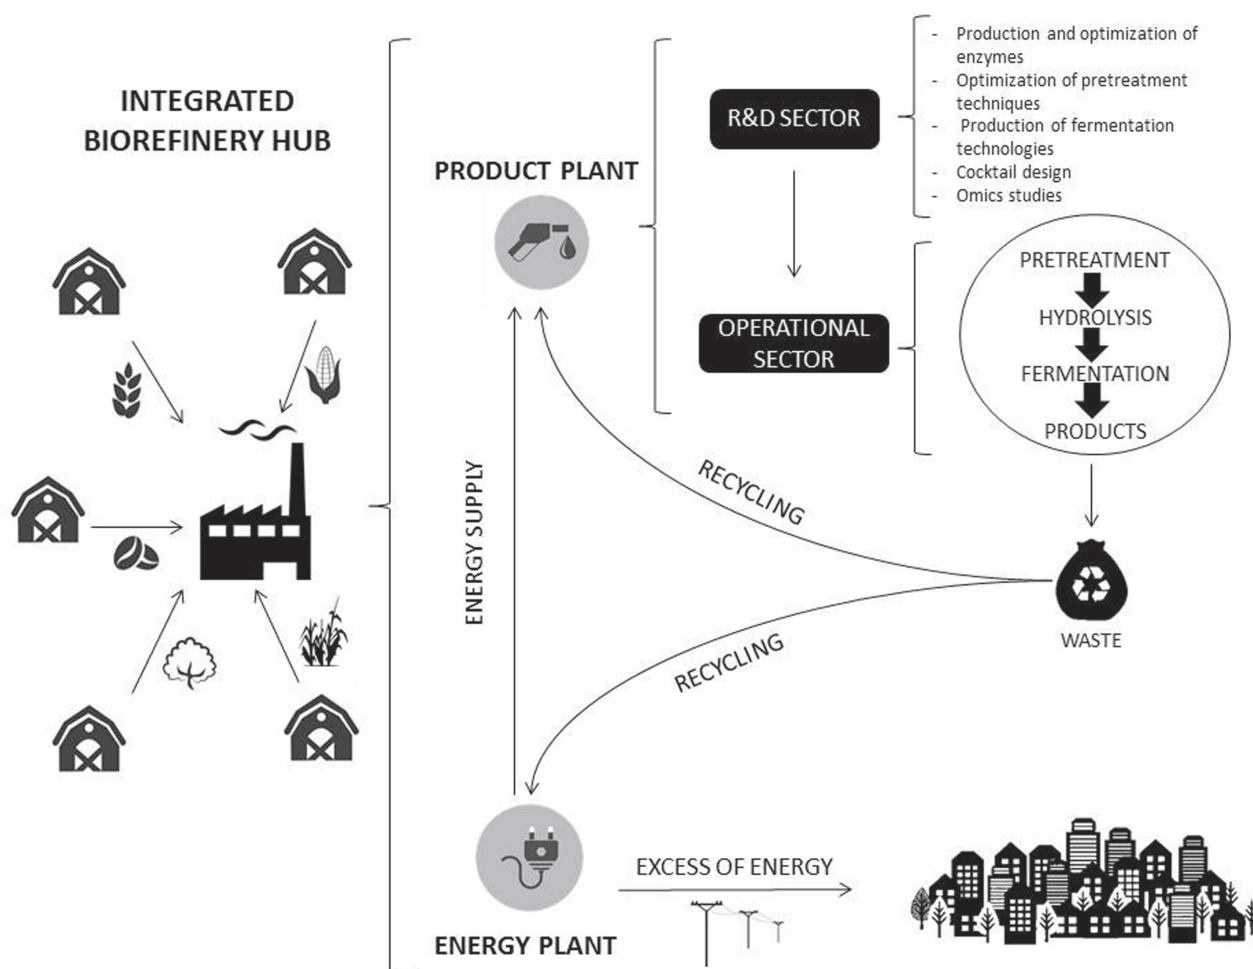 INTEGRATED
BIOREFINERY HUB
PRODUCT PLANT
R&D SECTOR
- Production and optimization of
enzymes
- Optimization of pretreatment
techniques
- Production of fermentation
technologies
- Cocktail design
- Omics studies
OPERATIONAL
SECTOR
PRETREATMENT
HYDROLYSIS
FERMENTATION
PRODUCTS
ENERGY SUPPLY
RECYCLING
RECYCLING
WASTE
ENERGY PLANT
EXCESS OF ENERGY